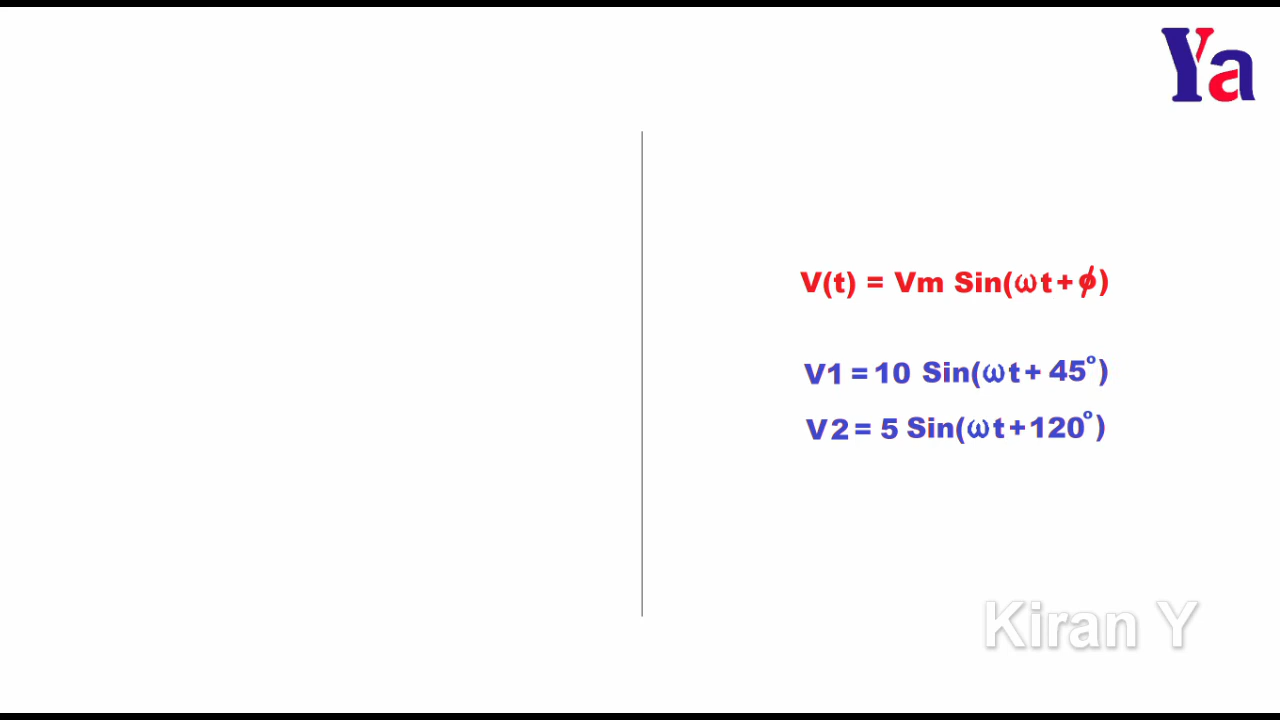 Ya
V(t) = Vm Sin(ωt+ϕ)
V1 = 10 Sin(ωt+ 45°)
V2 = 5 Sin(ωt+120°)
Kiran Y